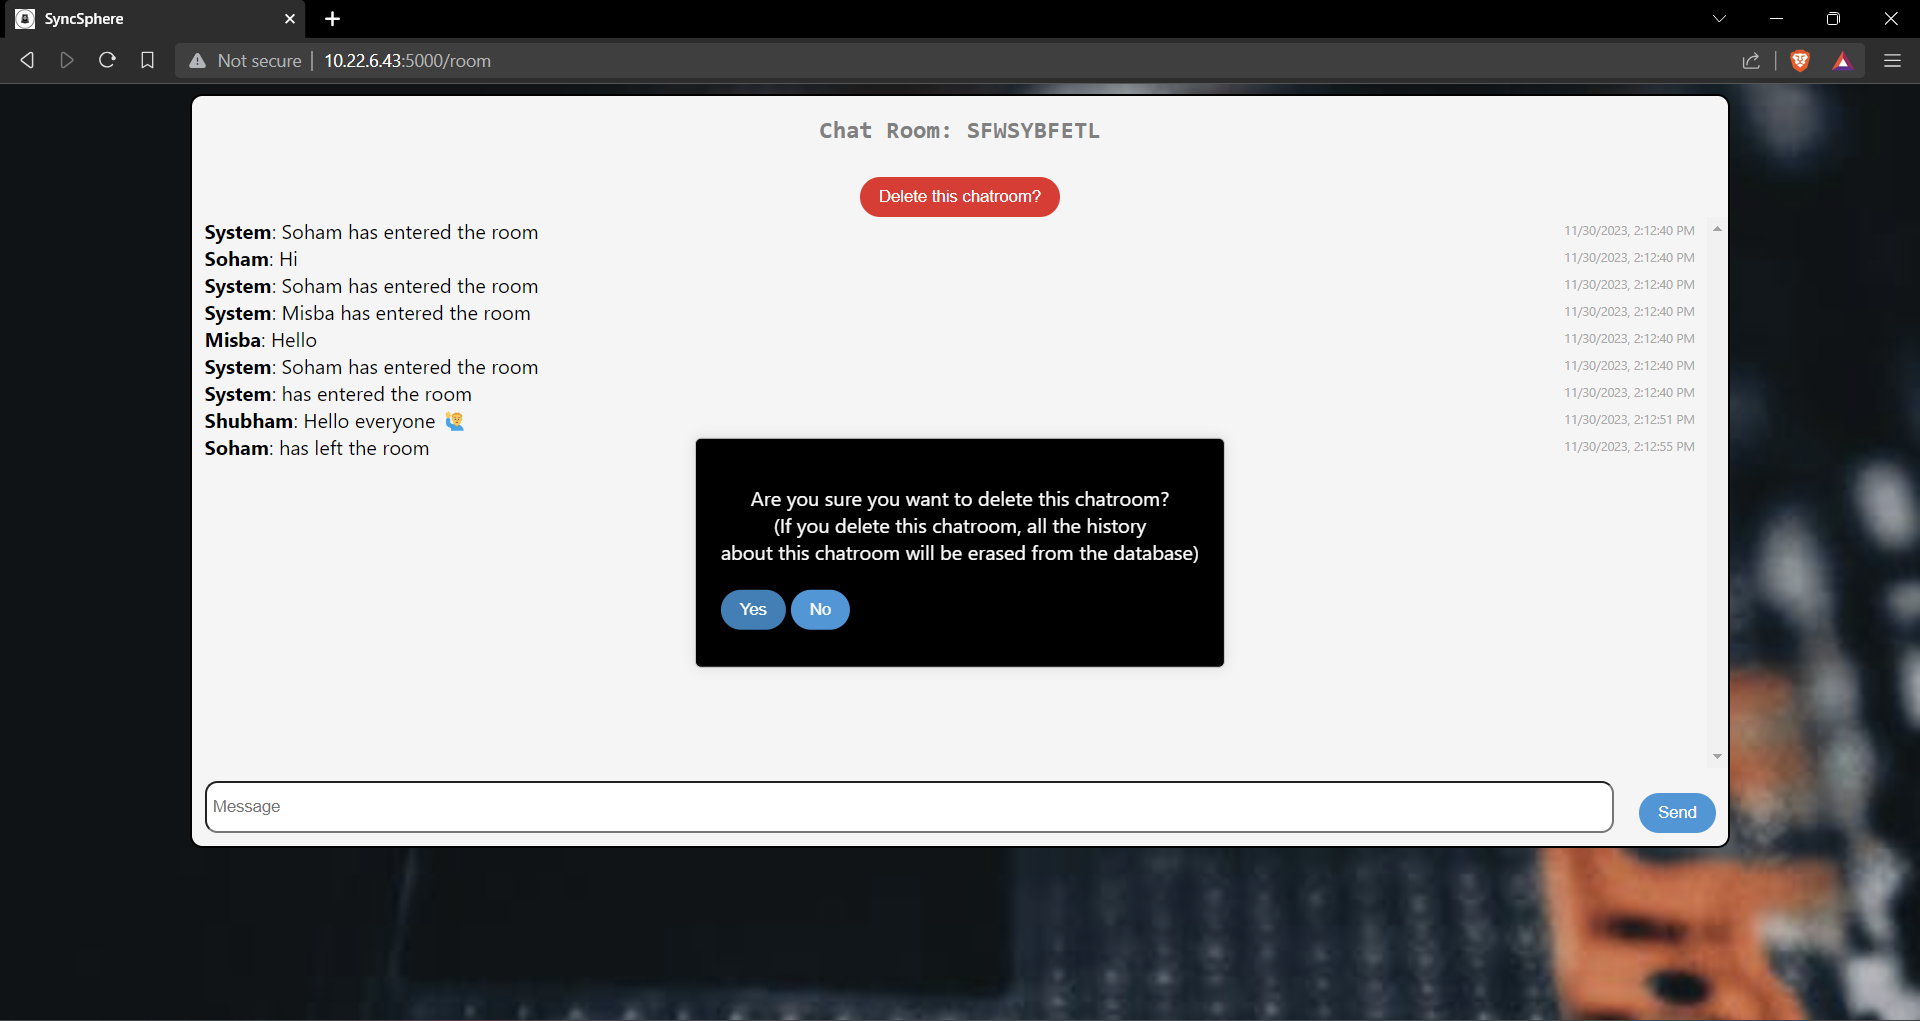 SyncSphere
Not secure | 10.22.6.43:5000/room
Chat Room: SFWSYBFETL
Delete this chatroom?
System: Soham has entered the room 11/30/2023, 2:12:40 PM
Soham: Hi 11/30/2023, 2:12:40 PM
System: Soham has entered the room 11/30/2023, 2:12:40 PM
System: Misba has entered the room 11/30/2023, 2:12:40 PM
Misba: Hello 11/30/2023, 2:12:40 PM
System: Soham has entered the room 11/30/2023, 2:12:40 PM
System: has entered the room 11/30/2023, 2:12:40 PM
Shubham: Hello everyone 🙋‍♂️ 11/30/2023, 2:12:51 PM
Soham: has left the room 11/30/2023, 2:12:55 PM
Are you sure you want to delete this chatroom?
(If you delete this chatroom, all the history
about this chatroom will be erased from the database)
Yes No
Message
Send